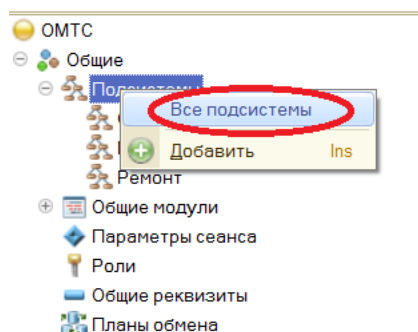 ОМТС
Общие
Все подсистемы
Добавить Ins
Ремонт
Общие модули
Параметры сеанса
Роли
Общие реквизиты
Планы обмена